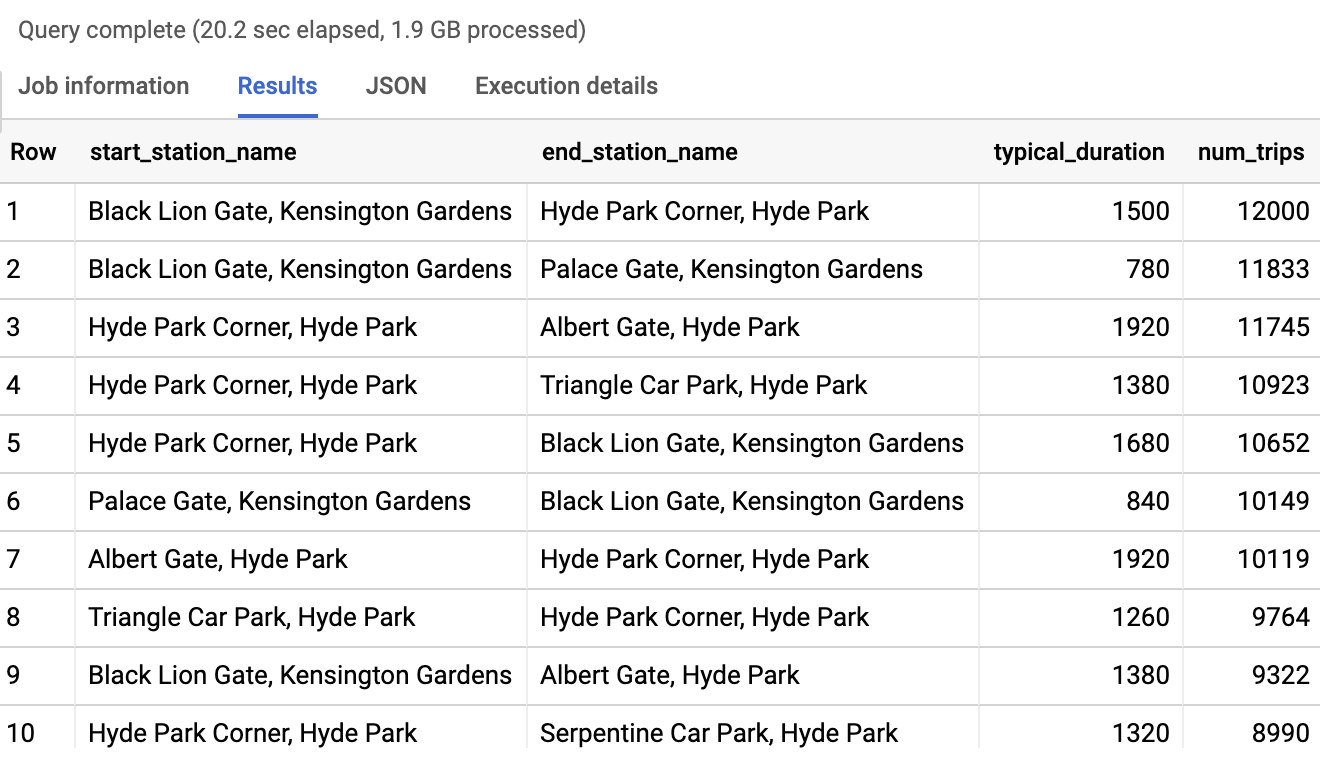 Query complete (20.2 sec elapsed, 1.9 GB processed)
Job information Results JSON Execution details
Row start_station_name end_station_name typical_duration num_trips
1 Black Lion Gate, Kensington Gardens Hyde Park Corner, Hyde Park 1500 12000
2 Black Lion Gate, Kensington Gardens Palace Gate, Kensington Gardens 780 11833
3 Hyde Park Corner, Hyde Park Albert Gate, Hyde Park 1920 11745
4 Hyde Park Corner, Hyde Park Triangle Car Park, Hyde Park 1380 10923
5 Hyde Park Corner, Hyde Park Black Lion Gate, Kensington Gardens 1680 10652
6 Palace Gate, Kensington Gardens Black Lion Gate, Kensington Gardens 840 10149
7 Albert Gate, Hyde Park Hyde Park Corner, Hyde Park 1920 10119
8 Triangle Car Park, Hyde Park Hyde Park Corner, Hyde Park 1260 9764
9 Black Lion Gate, Kensington Gardens Albert Gate, Hyde Park 1380 9322
10 Hyde Park Corner, Hyde Park Serpentine Car Park, Hyde Park 1320 8990